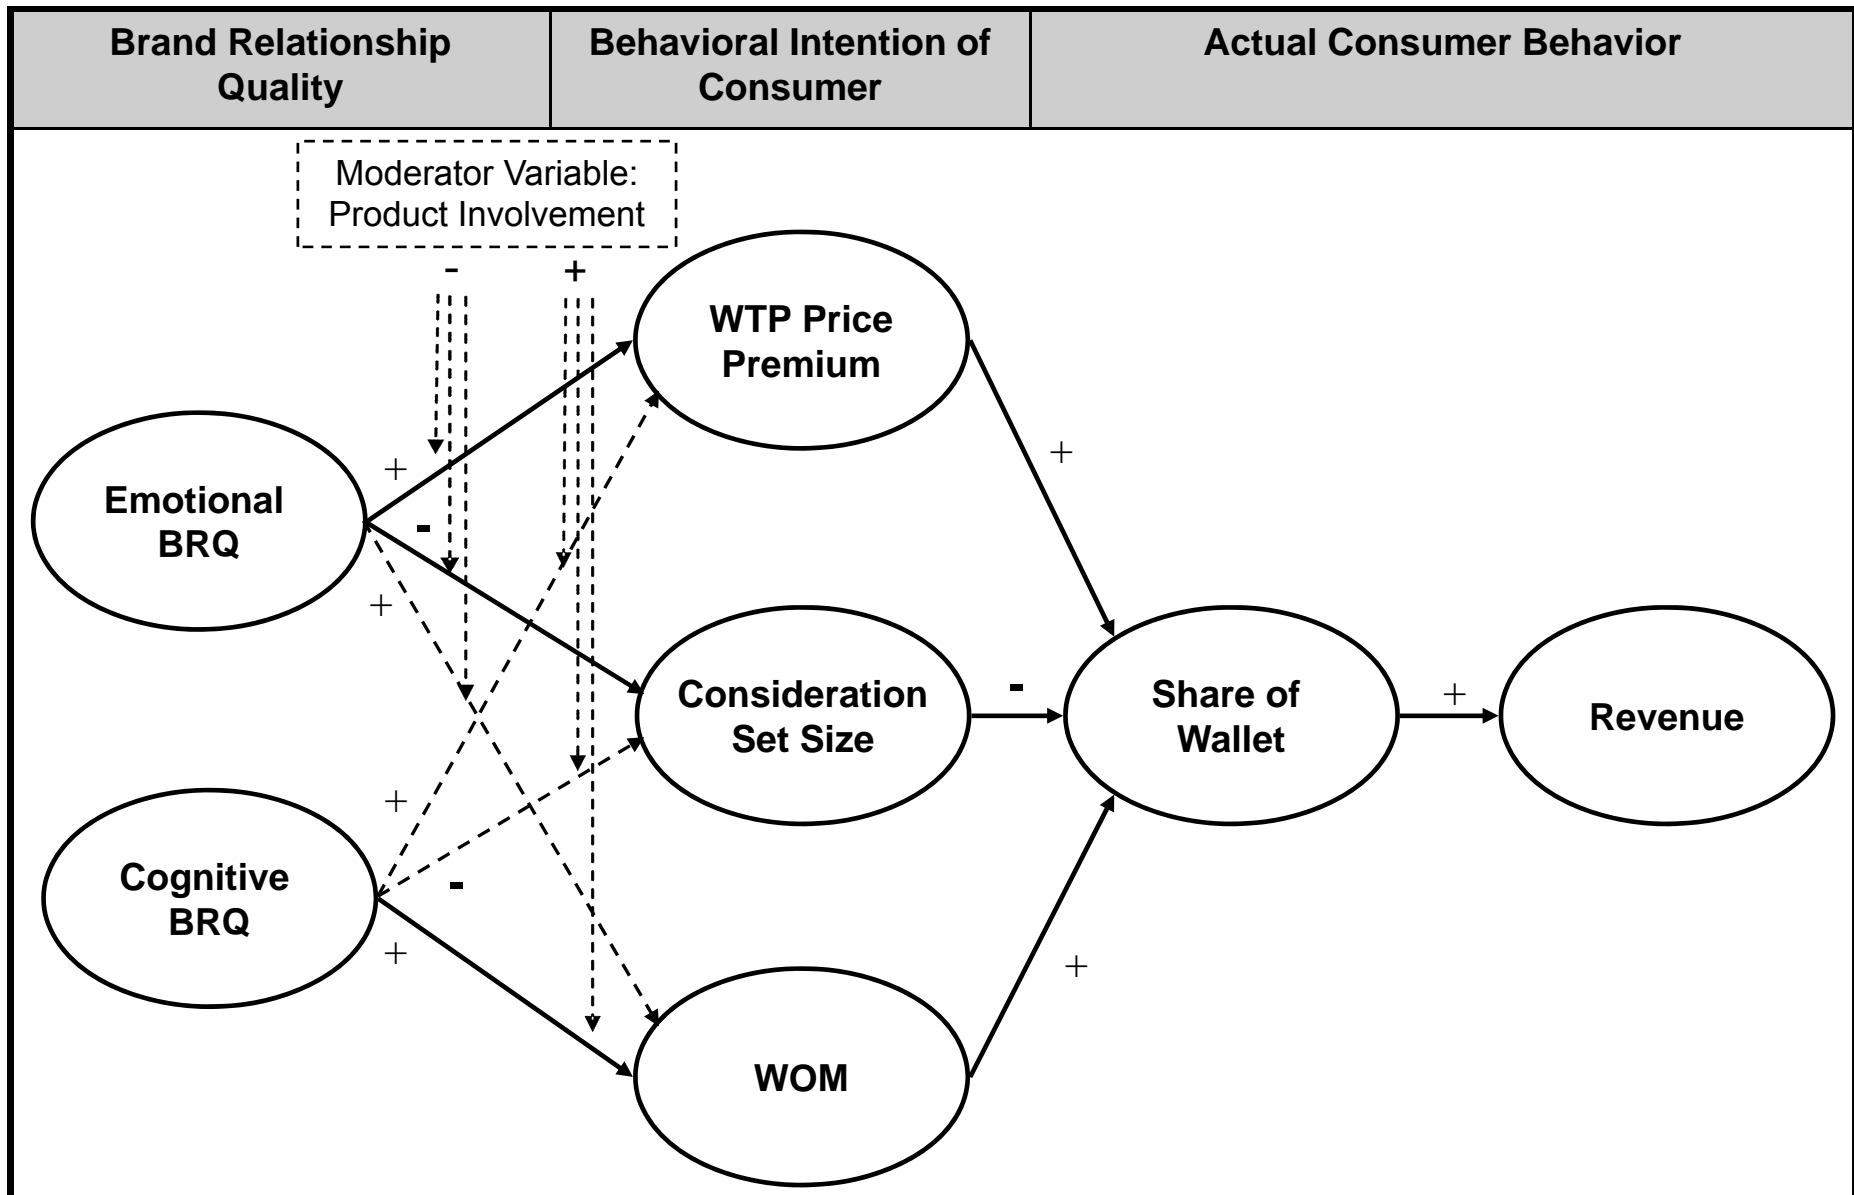 Brand Relationship
Quality
Behavioral Intention of
Consumer
Actual Consumer Behavior
Moderator Variable:
Product Involvement
-
+
WTP Price
Premium
+
+
Emotional
BRQ
-
+
Consideration
Set Size
-
Share of
Wallet
+
Revenue
+
Cognitive
BRQ
-
+
+
WOM